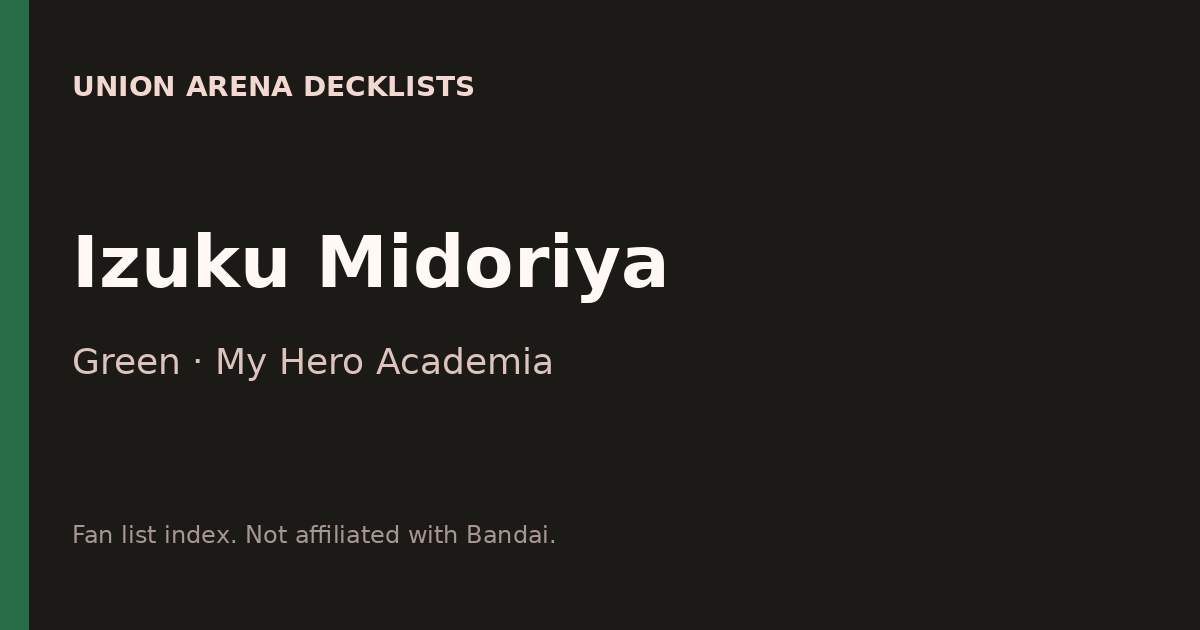 UNION ARENA DECKLISTS
Izuku Midoriya
Green · My Hero Academia
Fan list index. Not affiliated with Bandai.